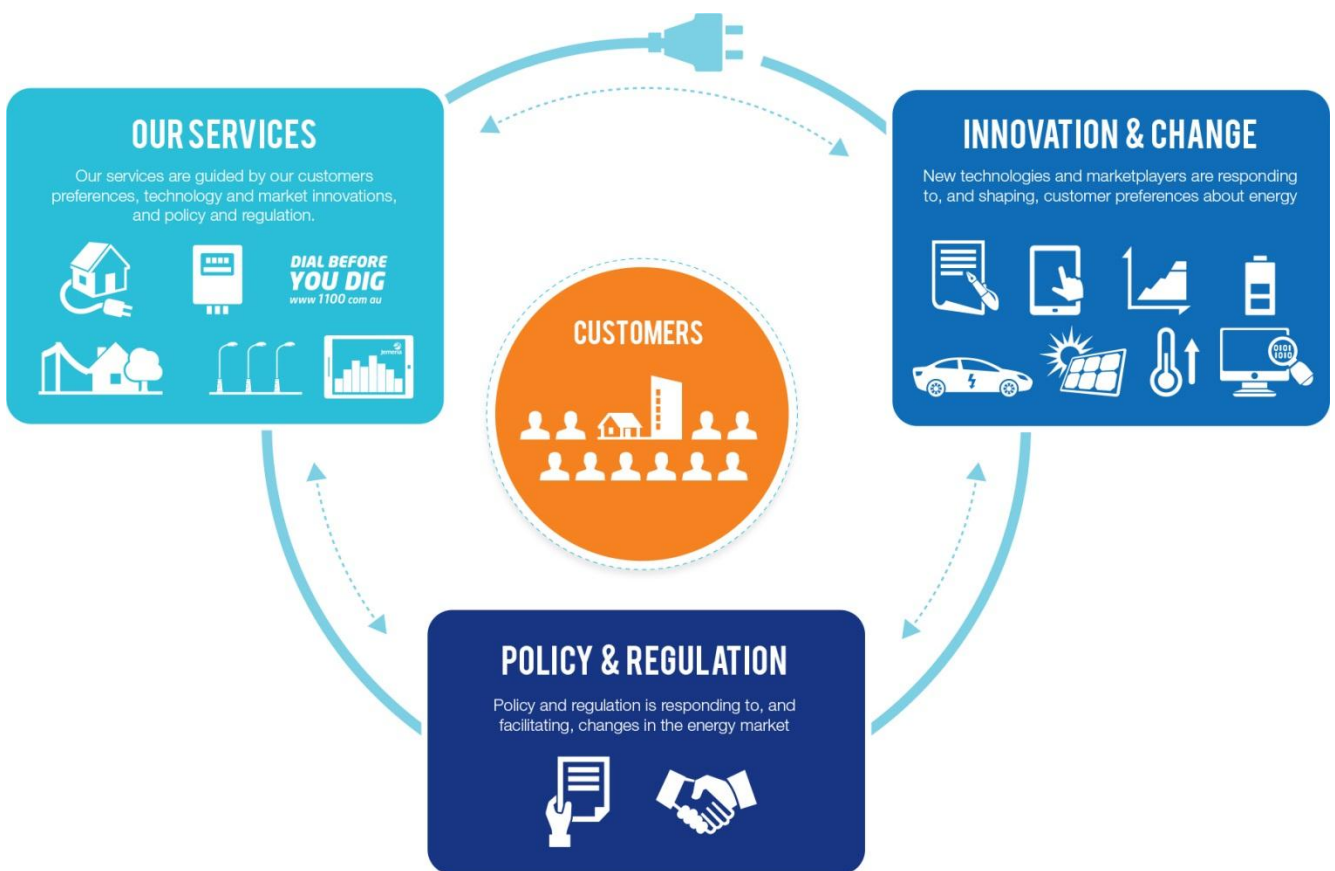 OUR SERVICES
Our services are guided by our customers
preferences, technology and market innovations,
and policy and regulation.
DIAL BEFORE
YOU DIG
www 1100 com au
Jemena
INNOVATION & CHANGE
New technologies and marketplayers are responding
to, and shaping, customer preferences about energy
0101
1010
CUSTOMERS
POLICY & REGULATION
Policy and regulation is responding to, and
facilitating, changes in the energy market